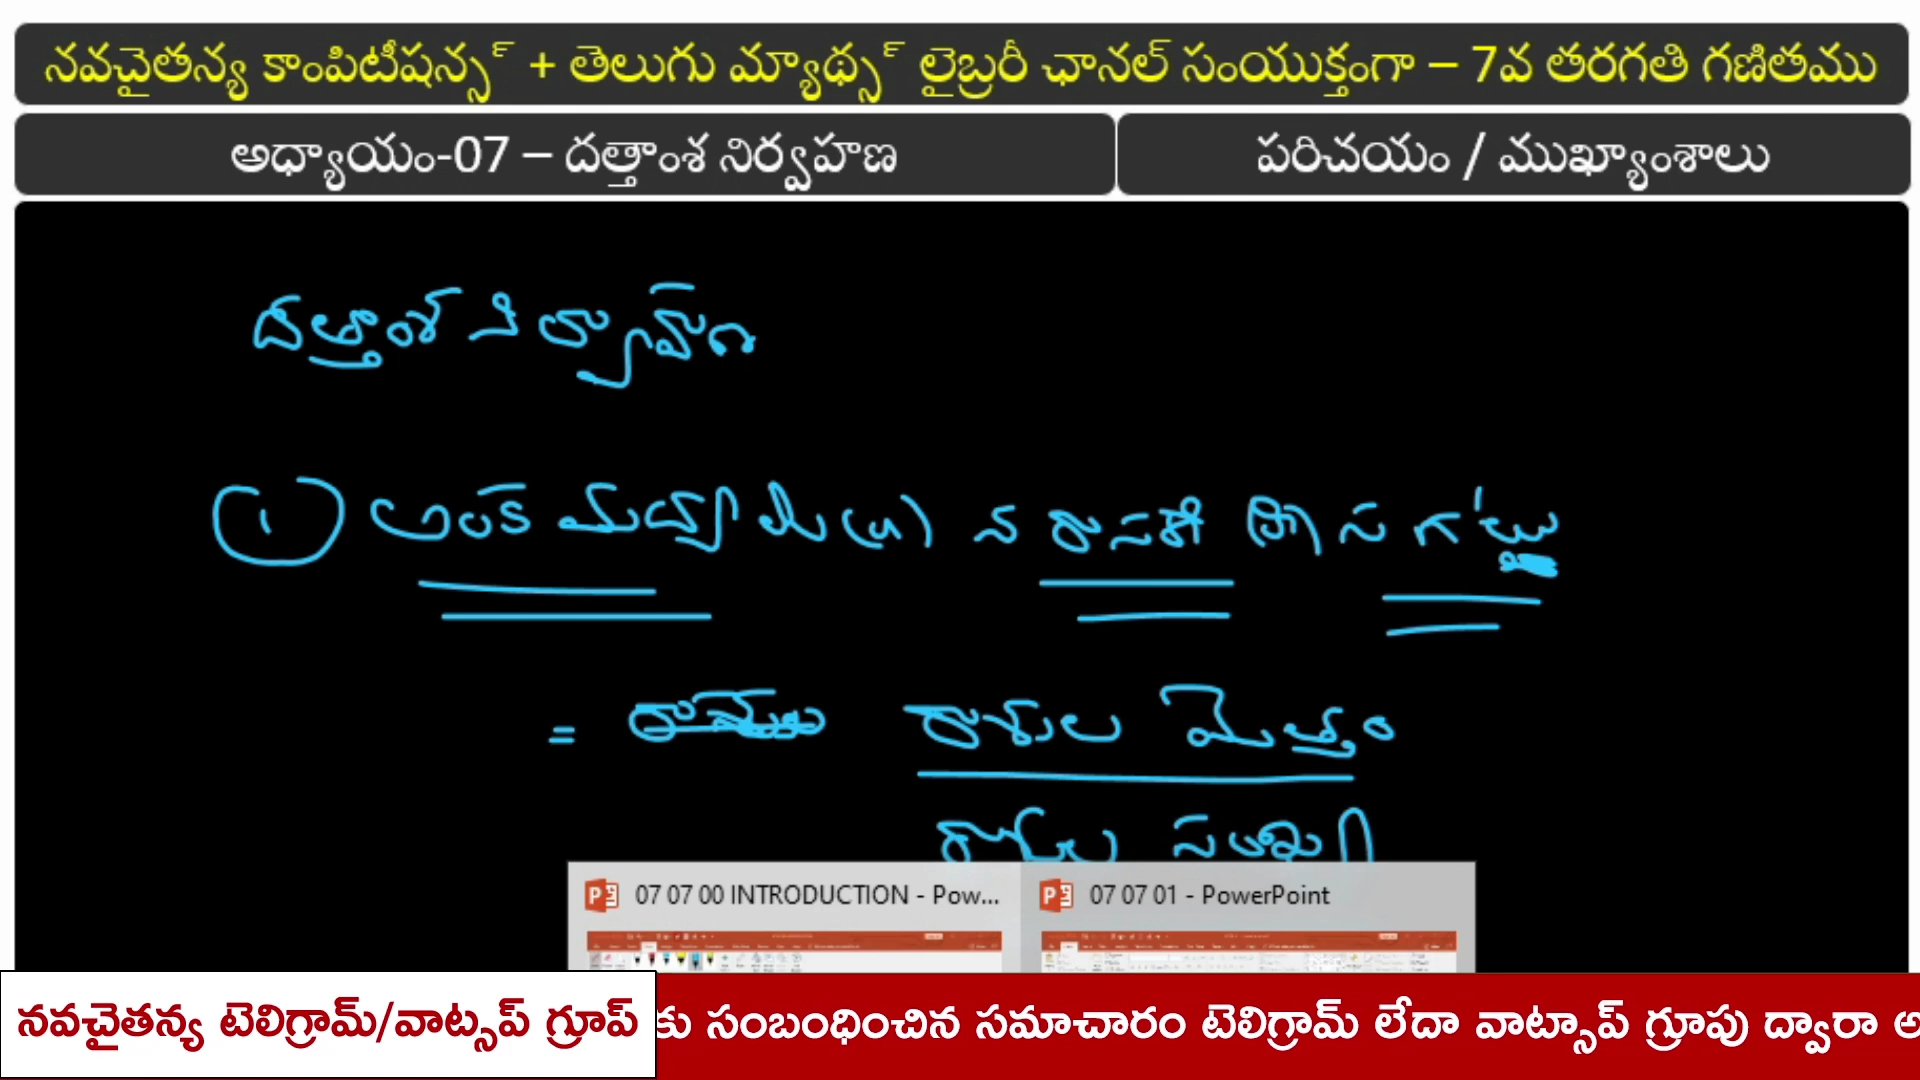 నవచైతన్య కాంపిటీషన్స్ + తెలుగు మ్యాథ్స్ లైబ్రరీ ఛానల్ సంయుక్తంగా – 7వ తరగతి గణితము
అధ్యాయం-07 – దత్తాంశ నిర్వహణ
పరిచయం / ముఖ్యాంశాలు
దత్తాంశ నిర్వహణ
① అంకమధ్యమం (లేదా) సరాసరి (లేదా) సగటు
= రాశుల మొత్తం
రాశుల సంఖ్య
07 07 00 INTRODUCTION - Pow...
07 07 01 - PowerPoint
నవచైతన్య టెలిగ్రామ్/వాట్సప్ గ్రూప్
కు సంబంధించిన సమాచారం టెలిగ్రామ్ లేదా వాట్సాప్ గ్రూపు ద్వారా అ